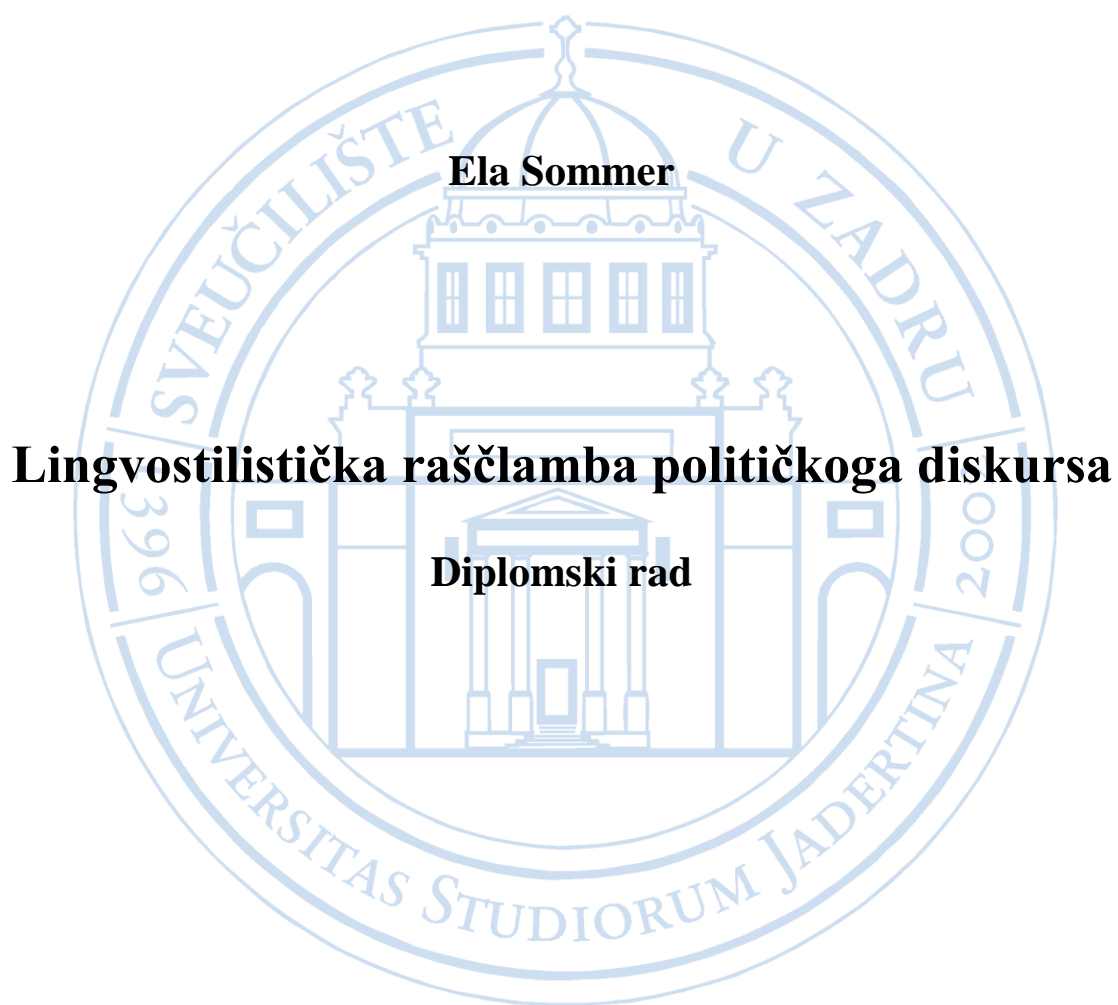 Ela Sommer
Lingvostilistička raščlamba političkoga diskursa
Diplomski rad
SVEUČILIŠTE U ZADRU
1396
2002
UNIVERSITAS STUDIORUM JADERTINA